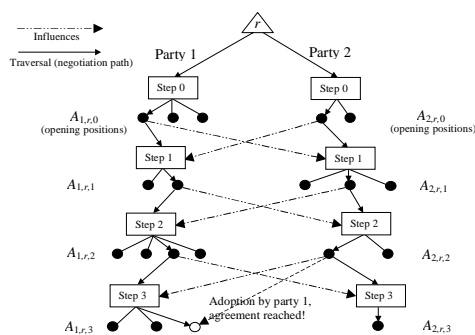 r
Influences
Party 1
Party 2
Traversal (negotiation path)
Step 0
Step 0
A1,r,0
(opening positions)
A2,r,0
(opening positions)
Step 1
Step 1
A1,r,1
A2,r,1
Step 2
Step 2
A1,r,2
A2,r,2
Step 3
Adoption by party 1,
agreement reached!
Step 3
A1,r,3
A2,r,3